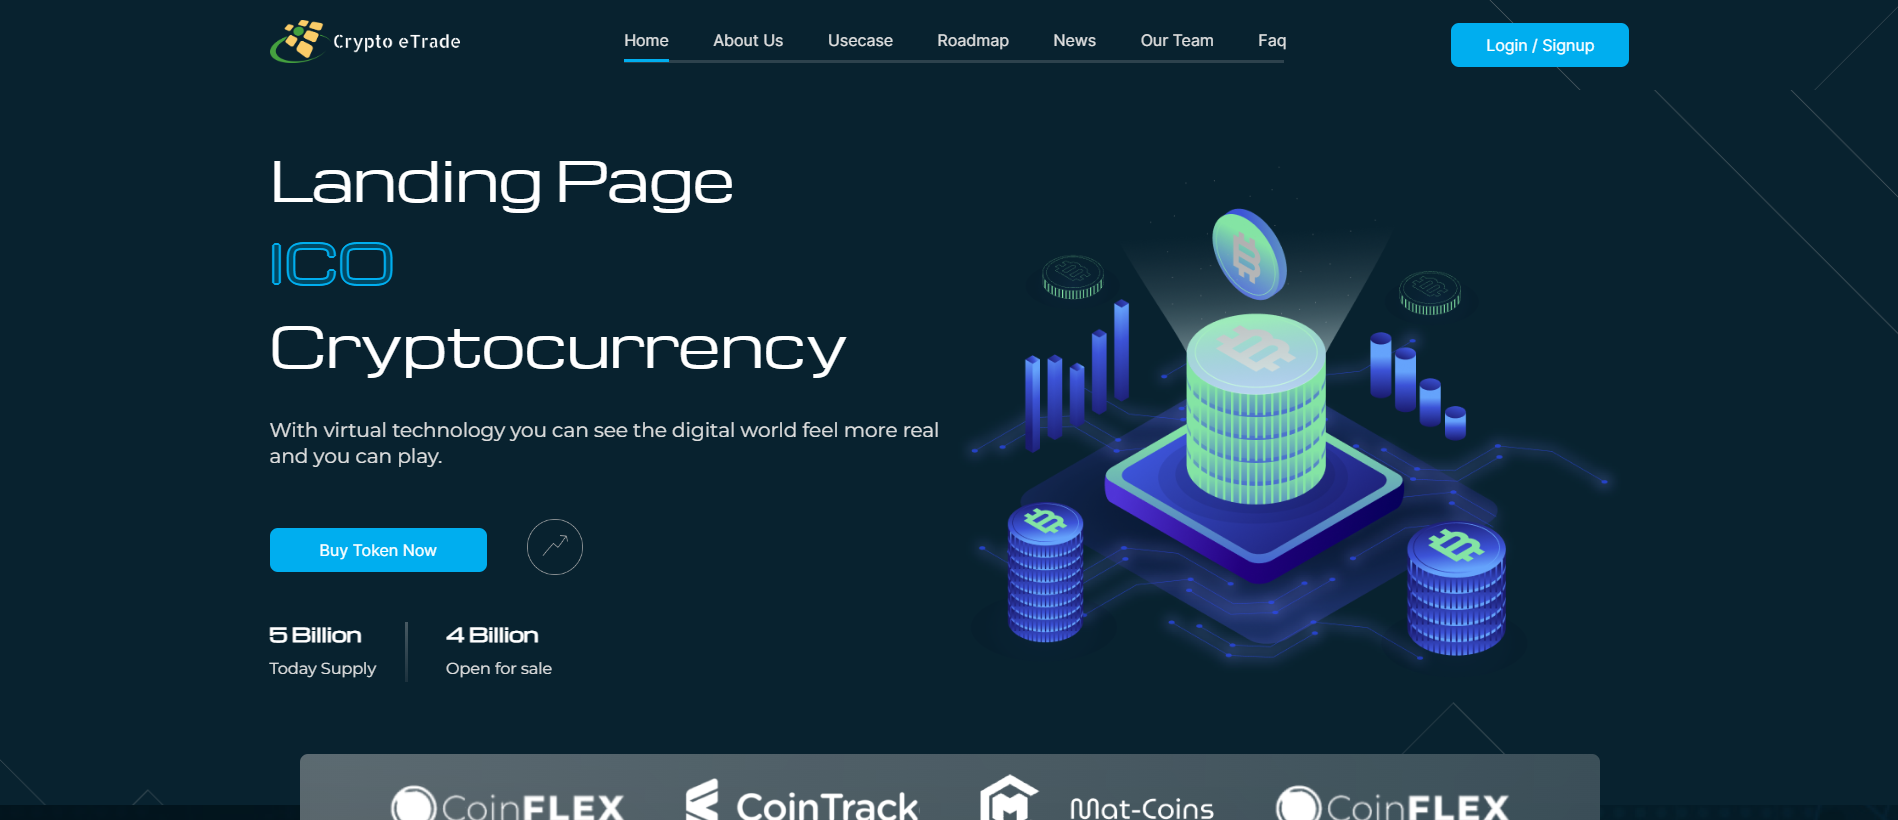 Crypto eTrade
Home About Us Usecase Roadmap News Our Team Faq
Login / Signup
Landing Page
ICO
Cryptocurrency
With virtual technology you can see the digital world feel more real
and you can play.
Buy Token Now
5 Billion
Today Supply
4 Billion
Open for sale
CoinFLEX CoinTrack Mat-Coins CoinFLEX